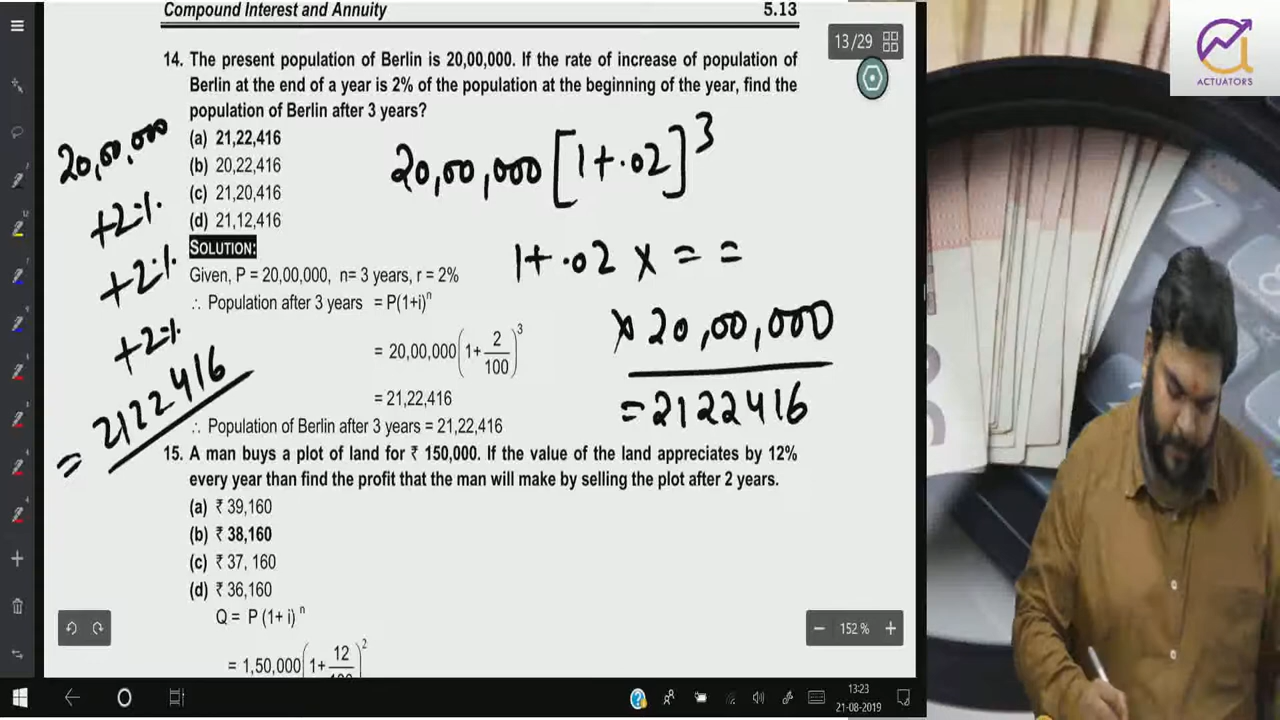 Compound Interest and Annuity 5.13
13/29
ACTUATORS
14. The present population of Berlin is 20,00,000. If the rate of increase of population of
Berlin at the end of a year is 2% of the population at the beginning of the year, find the
population of Berlin after 3 years?
(a) 21,22,416
(b) 20,22,416
(c) 21,20,416
(d) 21,12,416
20,00,000
+2%
+2%
+2%
= 2122416
20,00,000 [1+.02]³
1+.02 × = =
× 20,00,000
= 2122416
SOLUTION:
Given, P = 20,00,000, n= 3 years, r = 2%
∴ Population after 3 years = P(1+i)ⁿ
= 20,00,000(1+2/100)³
= 21,22,416
∴ Population of Berlin after 3 years = 21,22,416
15. A man buys a plot of land for ₹ 150,000. If the value of the land appreciates by 12%
every year than find the profit that the man will make by selling the plot after 2 years.
(a) ₹ 39,160
(b) ₹ 38,160
(c) ₹ 37, 160
(d) ₹ 36,160
Q = P (1+ i)ⁿ
= 1,50,000(1+12/100)²
152 %
13:23
21-08-2019